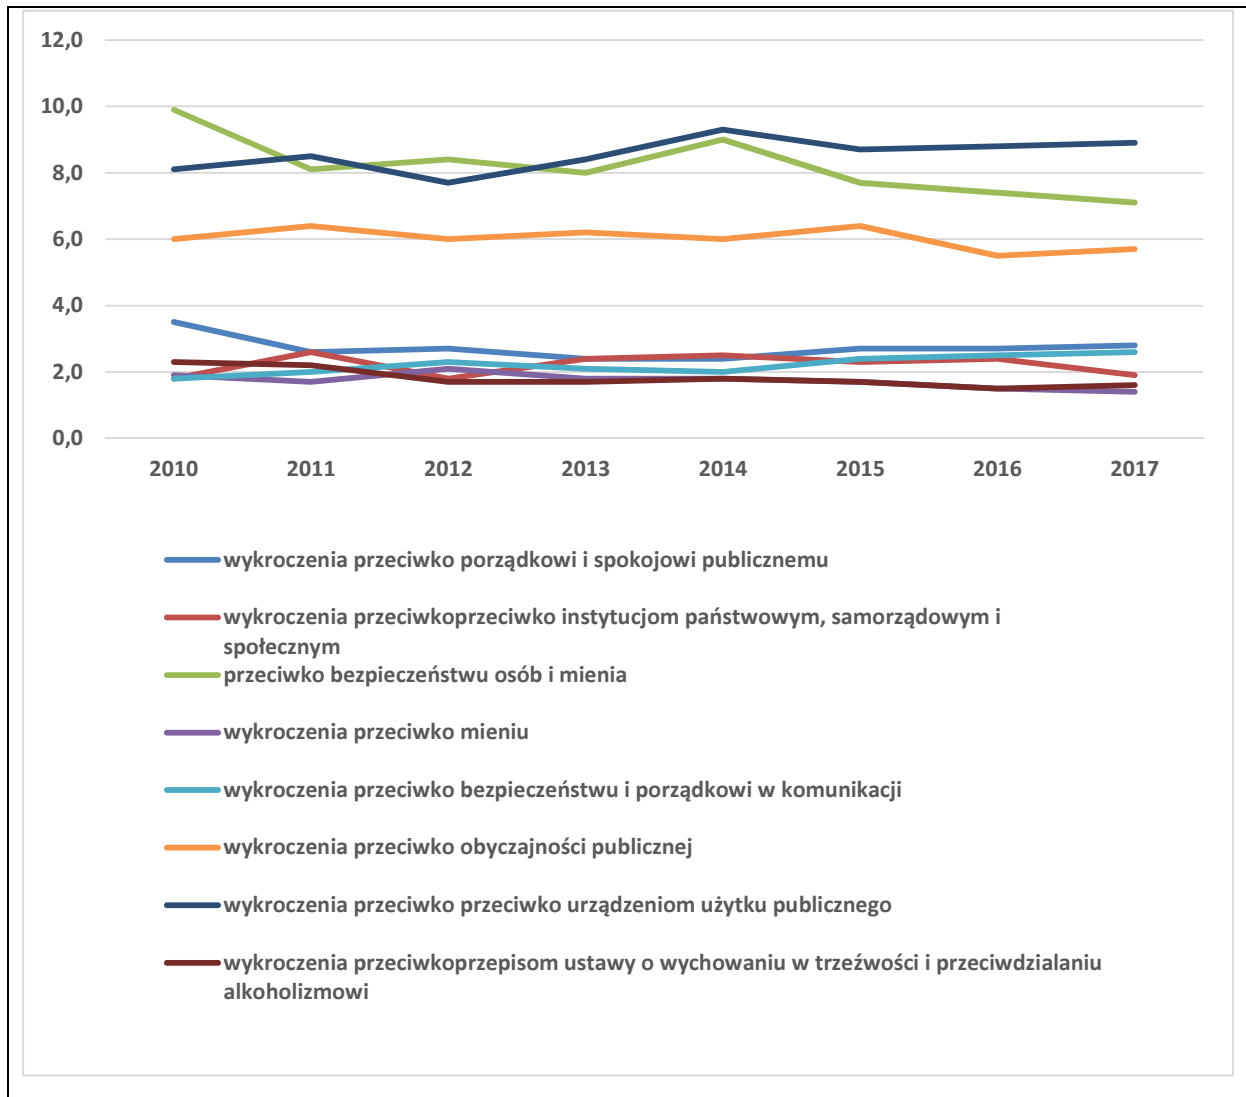 12,0
10,0
8,0
6,0
4,0
2,0
0,0
2010 2011 2012 2013 2014 2015 2016 2017
wykroczenia przeciwko porządkowi i spokojowi publicznemu
wykroczenia przeciwkoprzeciwko instytucjom państwowym, samorządowym i
społecznym
przeciwko bezpieczeństwu osób i mienia
wykroczenia przeciwko mieniu
wykroczenia przeciwko bezpieczeństwu i porządkowi w komunikacji
wykroczenia przeciwko obyczajności publicznej
wykroczenia przeciwko przeciwko urządzeniom użytku publicznego
wykroczenia przeciwkoprzepisom ustawy o wychowaniu w trzeźwości i przeciwdzialaniu
alkoholizmowi